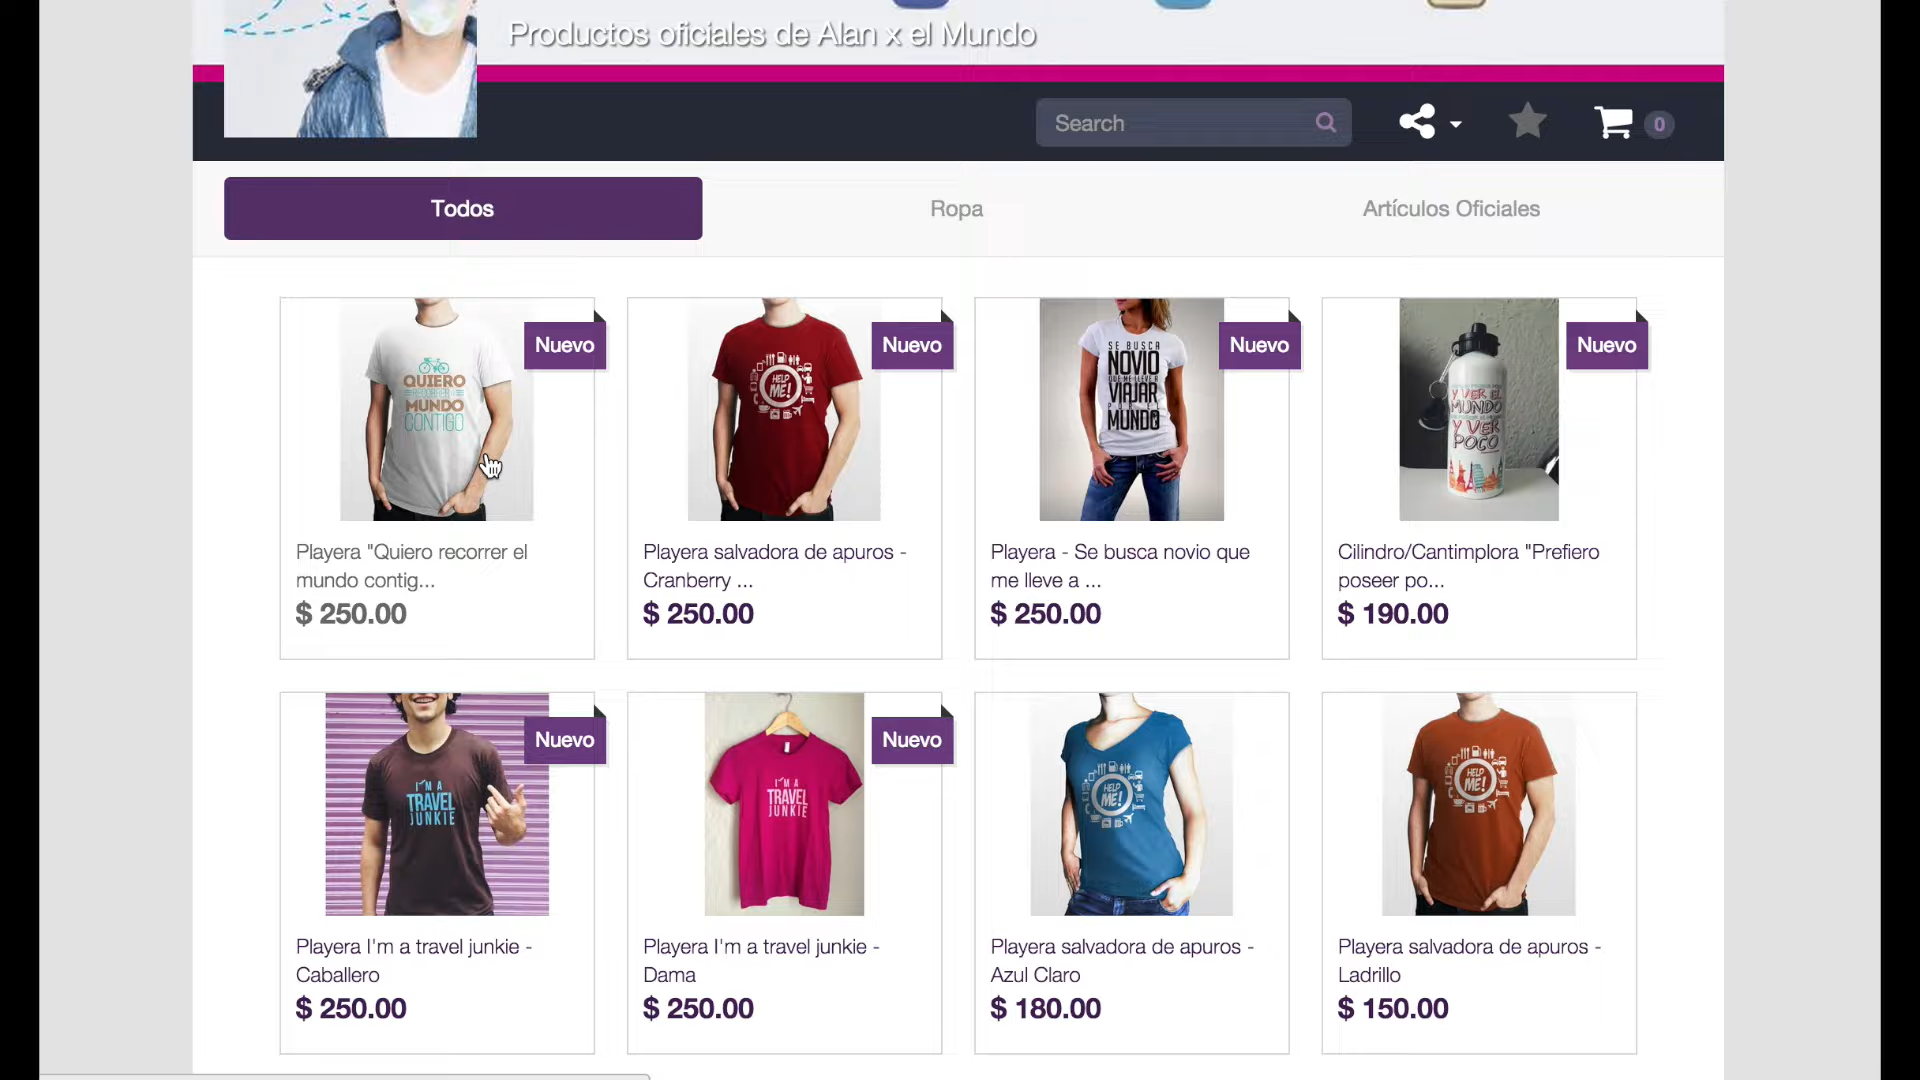 Productos oficiales de Alan x el Mundo
Search
0
Todos
Ropa
Artículos Oficiales
Nuevo
QUIERO
MUNDO
CONTIGO
Playera "Quiero recorrer el
mundo contig...
$ 250.00
Nuevo
HELP
ME!
Playera salvadora de apuros -
Cranberry ...
$ 250.00
Nuevo
SE BUSCA
NOVIO
QUE ME LLEVE A
VIAJAR
POR EL
MUNDO
Playera - Se busca novio que
me lleve a ...
$ 250.00
Nuevo
Y VER EL
MUNDO
Y VER
POCO
Cilindro/Cantimplora "Prefiero
poseer po...
$ 190.00
Nuevo
I'M A
TRAVEL
JUNKIE
Playera I'm a travel junkie -
Caballero
$ 250.00
Nuevo
I'M A
TRAVEL
JUNKIE
Playera I'm a travel junkie -
Dama
$ 250.00
HELP
ME!
Playera salvadora de apuros -
Azul Claro
$ 180.00
HELP
ME!
Playera salvadora de apuros -
Ladrillo
$ 150.00